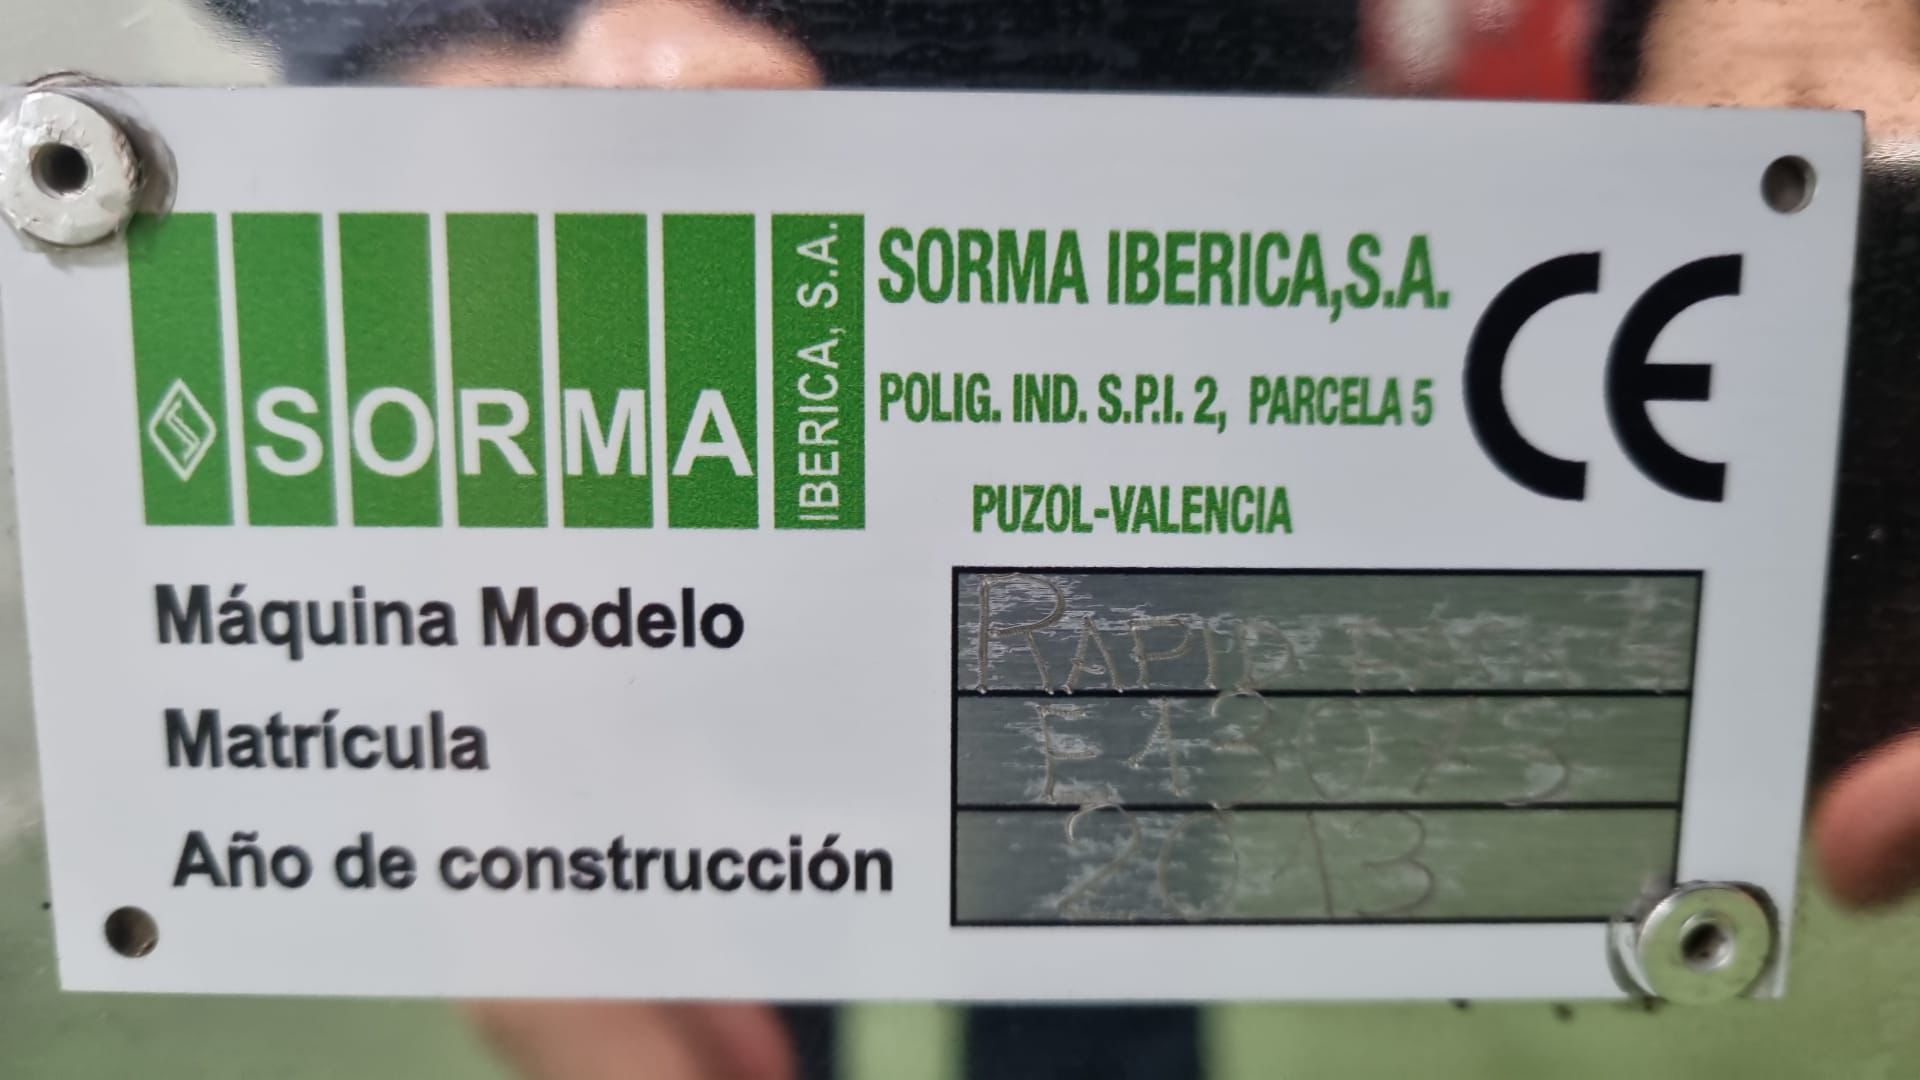 SORMA IBERICA, S.A.
SORMA IBERICA,S.A.
POLIG. IND. S.P.I. 2, PARCELA 5
PUZOL-VALENCIA
CE
Máquina Modelo RAPID
Matrícula
Año de construcción 2013